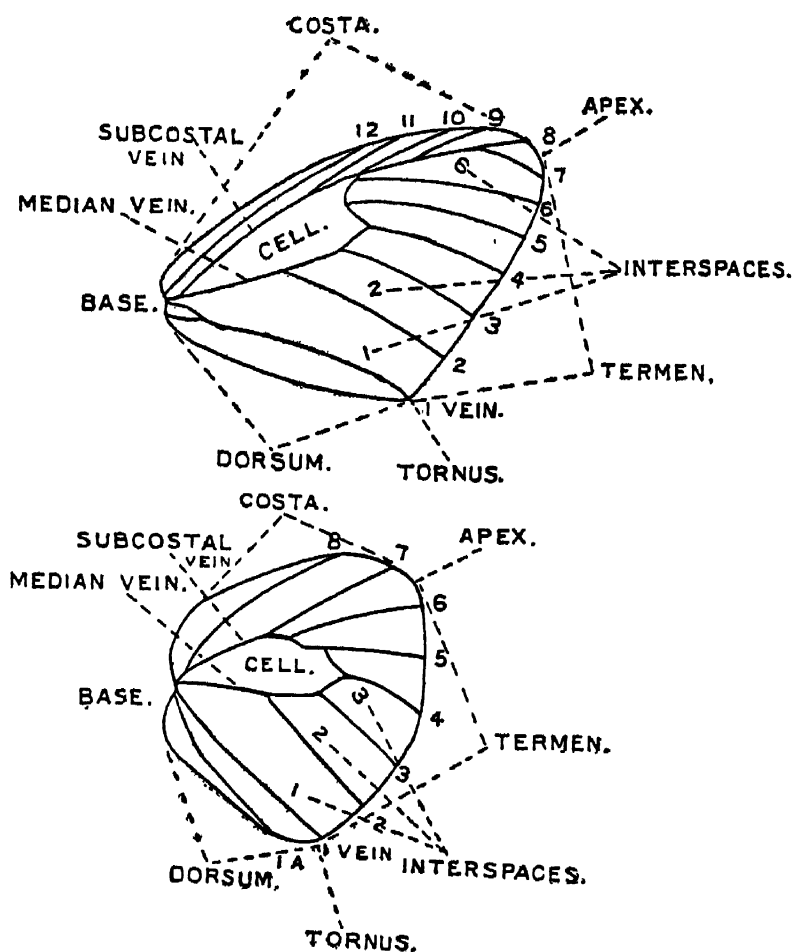 COSTA.
12 11 10 9
APEX.
8
SUBCOSTAL
VEIN
6
7
MEDIAN VEIN.
6
CELL.
5
INTERSPACES.
BASE.
2
4
3
1
2
TERMEN,
1 VEIN.
DORSUM.
TORNUS.
COSTA.
SUBCOSTAL
VEIN
8
7
APEX.
MEDIAN VEIN.
6
CELL.
5
BASE.
3
4
2
TERMEN.
3
1
2
1A
VEIN
INTERSPACES.
DORSUM,
TORNUS.